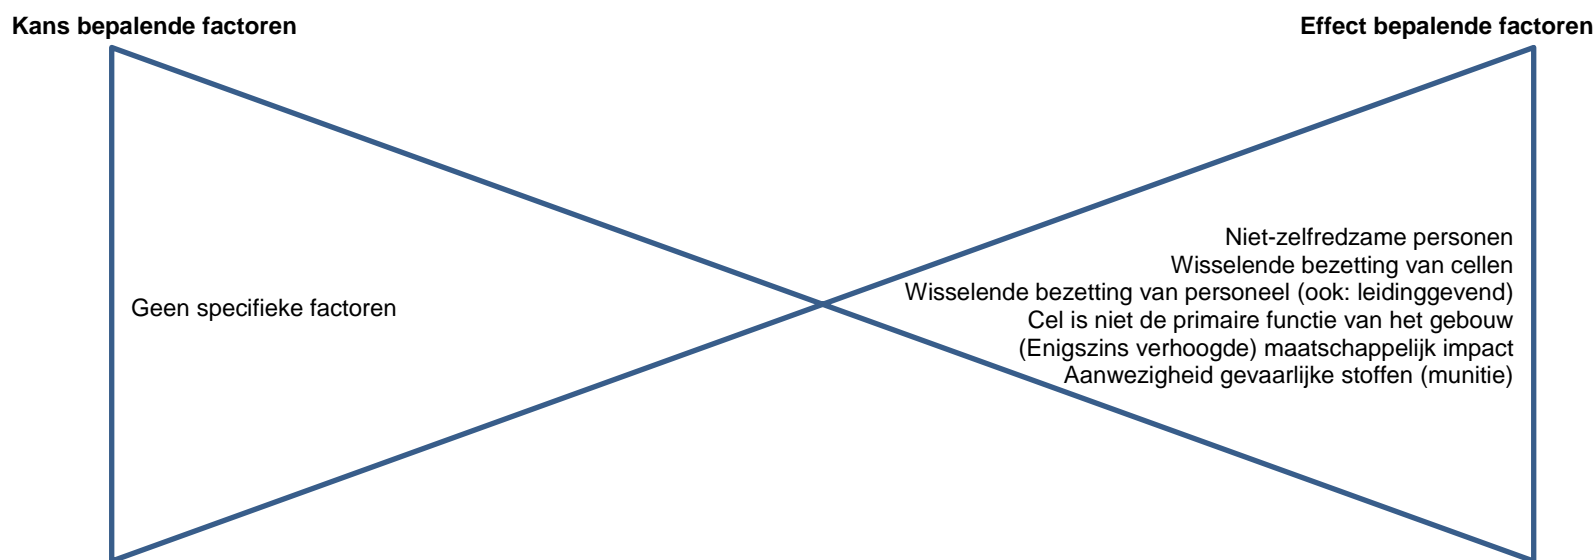 Kans bepalende factoren
Effect bepalende factoren
Geen specifieke factoren
Niet-zelfredzame personen
Wisselende bezetting van cellen
Wisselende bezetting van personeel (ook: leidinggevend)
Cel is niet de primaire functie van het gebouw
(Enigszins verhoogde) maatschappelijk impact
Aanwezigheid gevaarlijke stoffen (munitie)